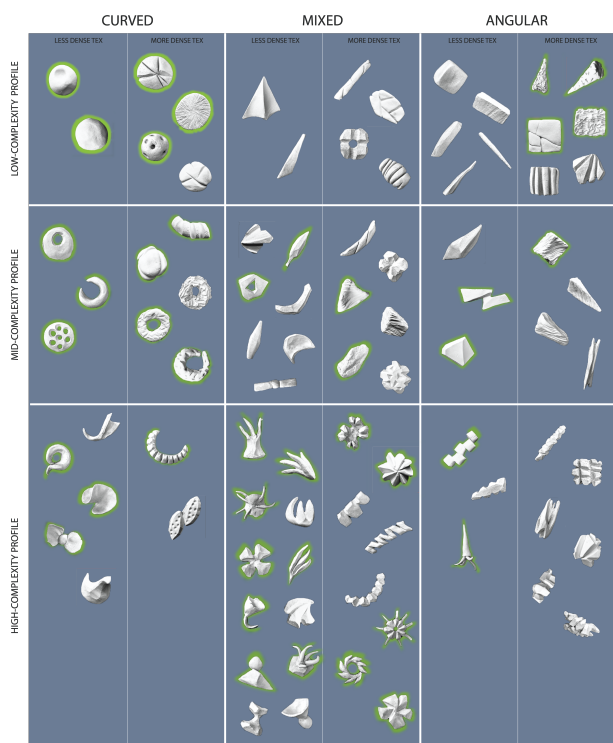 CURVED MIXED ANGULAR
LESS DENSE TEX MORE DENSE TEX LESS DENSE TEX MORE DENSE TEX LESS DENSE TEX MORE DENSE TEX
LOW-COMPLEXITY PROFILE
MID-COMPLEXITY PROFILE
HIGH-COMPLEXITY PROFILE